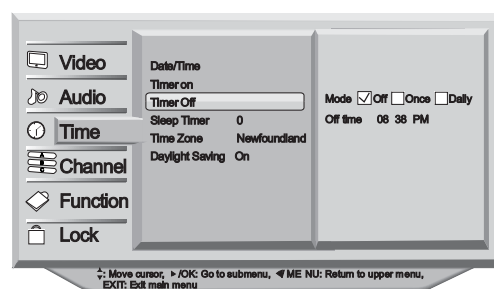 Video
Audio
Time
Channel
Function
Lock
Date/Time
Timer on
Timer Off
Sleep Timer 0
Time Zone Newfoundland
Daylight Saving On
Mode Off Once Daily
Off time 08 38 PM
: Move cursor, /OK: Go to submenu, ME NU: Return to upper menu,
EXIT: Exit main menu